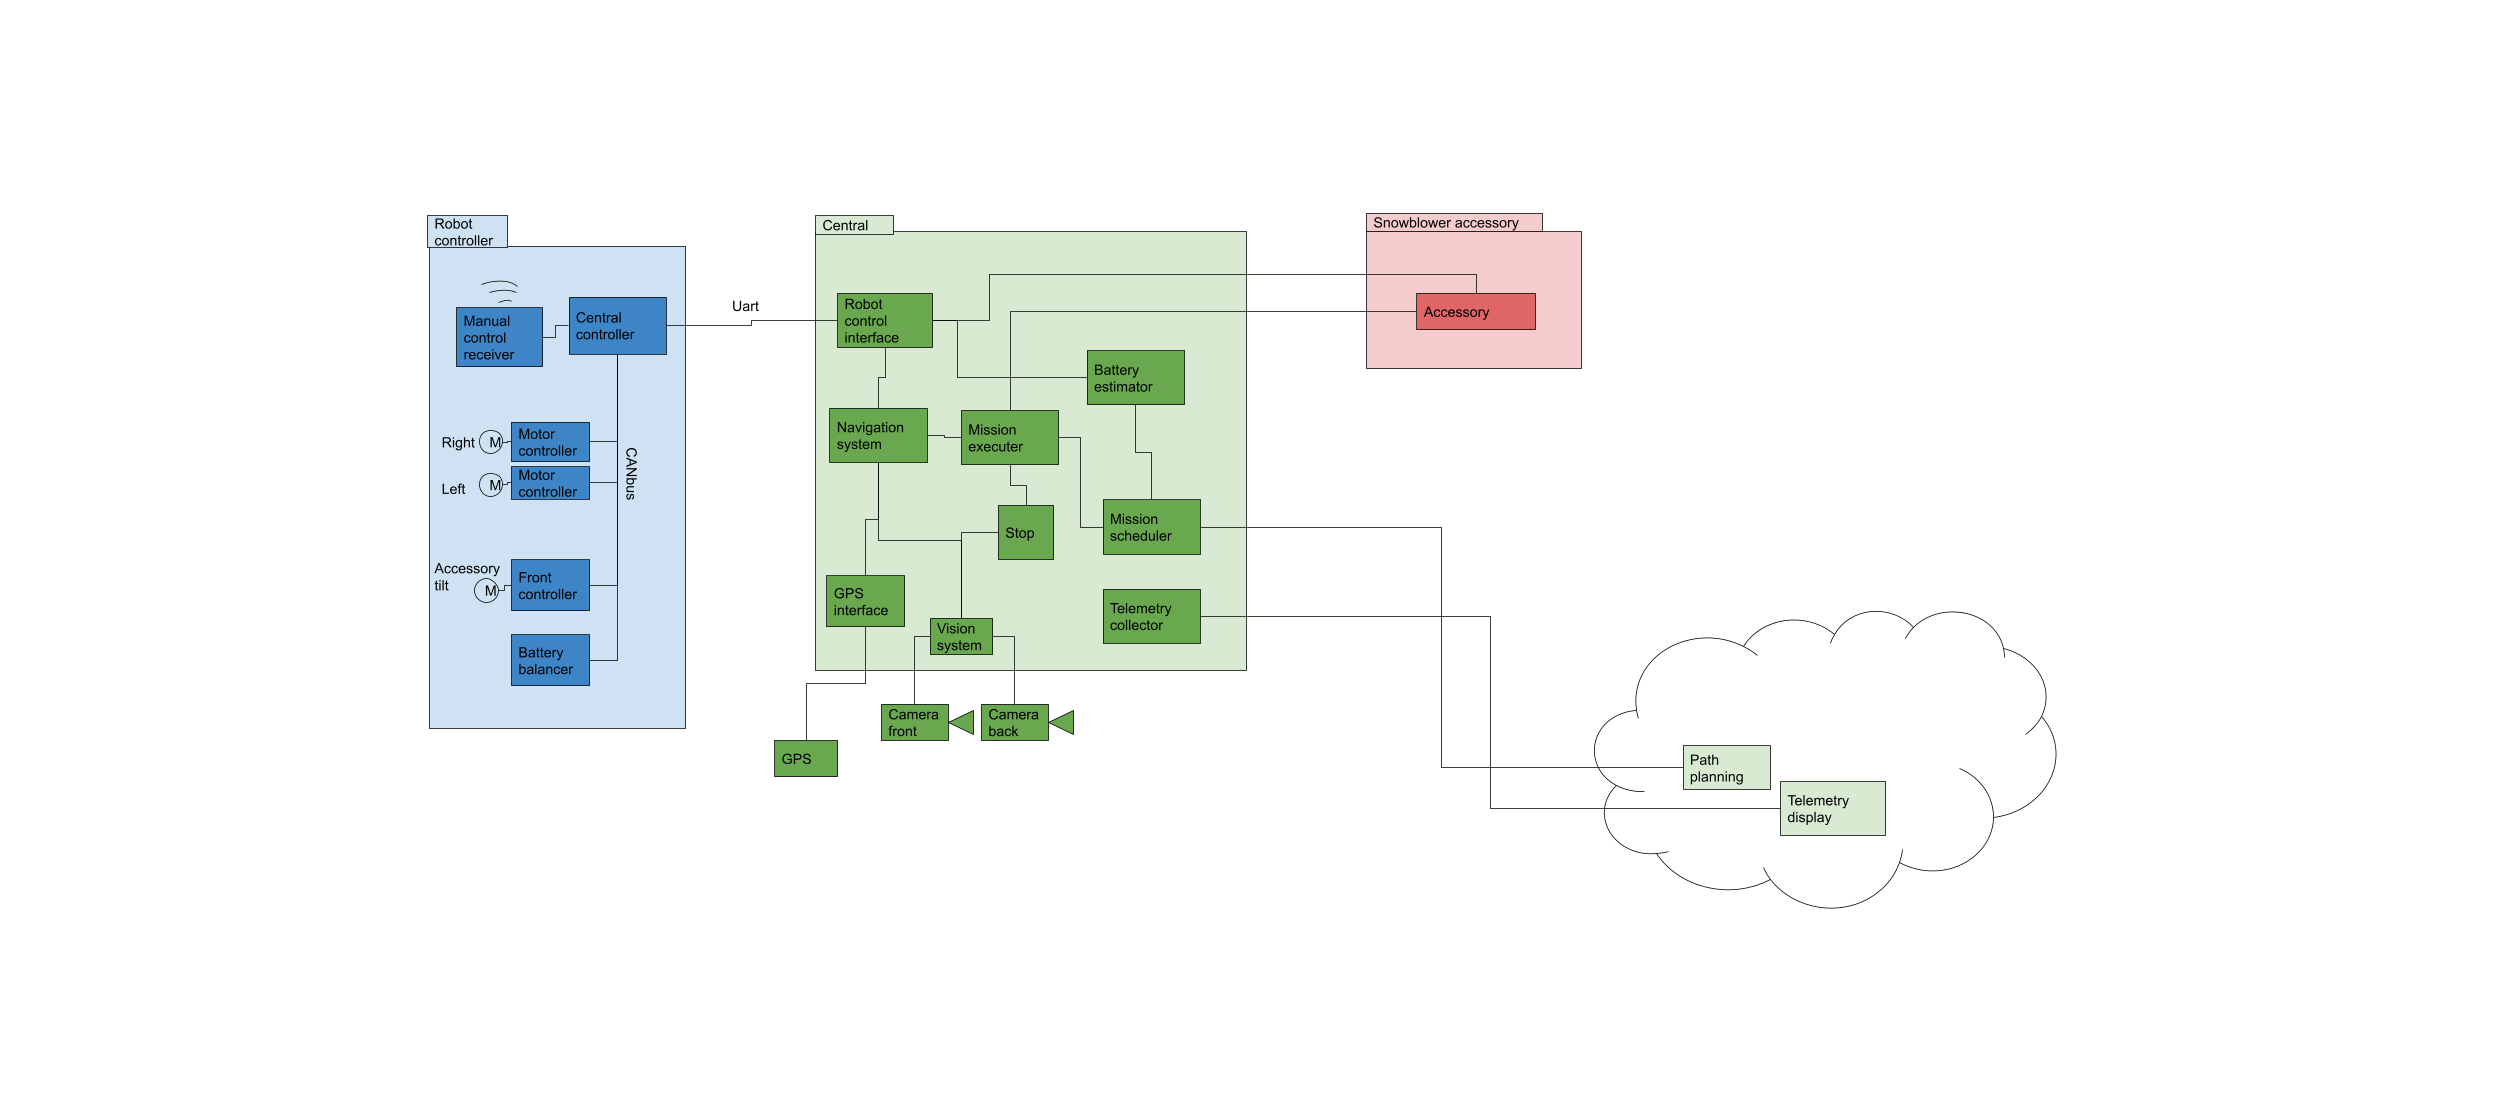 Robot
controller
Manual
control
receiver
Central
controller
Right
M
Motor
controller
Left
M
Motor
controller
CANbus
Accessory
tilt
M
Front
controller
Battery
balancer
Uart
Central
Robot
control
interface
Battery
estimator
Navigation
system
Mission
executer
Stop
Mission
scheduler
GPS
interface
Vision
system
Telemetry
collector
Camera
front
Camera
back
GPS
Snowblower accessory
Accessory
Path
planning
Telemetry
display